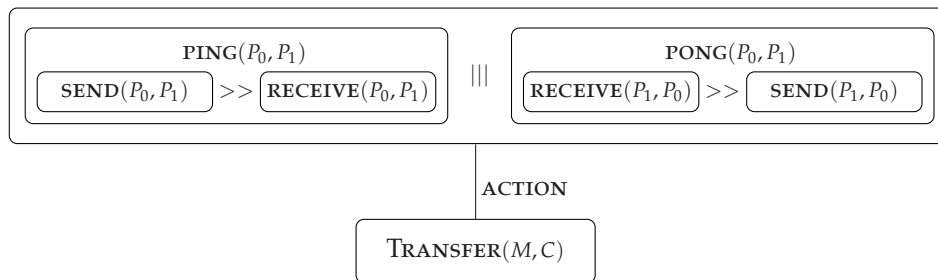 PING(P₀, P₁) ||| PONG(P₀, P₁)
SEND(P₀, P₁) >> RECEIVE(P₀, P₁) RECEIVE(P₁, P₀) >> SEND(P₁, P₀)
ACTION
TRANSFER(M, C)